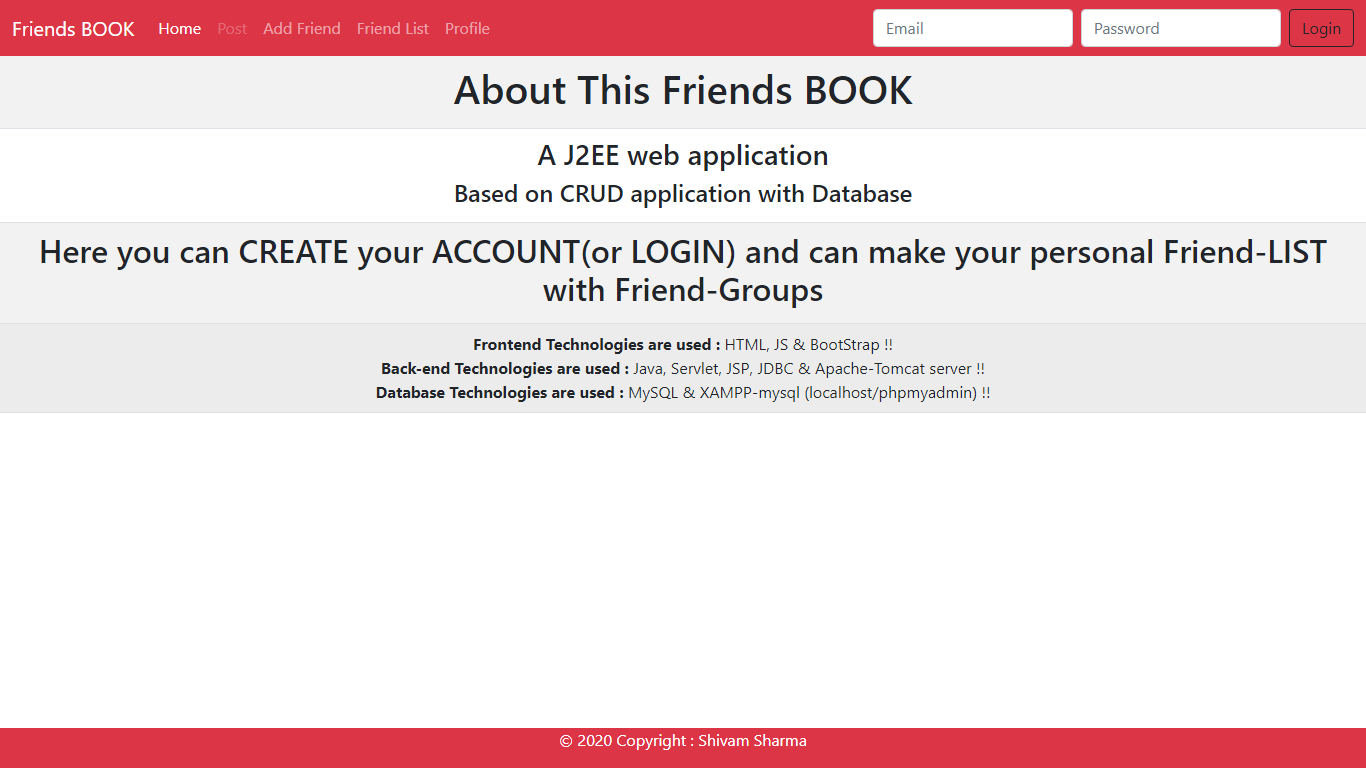 Friends BOOK Home Post Add Friend Friend List Profile Email Password Login
About This Friends BOOK
A J2EE web application
Based on CRUD application with Database
Here you can CREATE your ACCOUNT(or LOGIN) and can make your personal Friend-LIST
with Friend-Groups
Frontend Technologies are used : HTML, JS & BootStrap !!
Back-end Technologies are used : Java, Servlet, JSP, JDBC & Apache-Tomcat server !!
Database Technologies are used : MySQL & XAMPP-mysql (localhost/phpmyadmin) !!
© 2020 Copyright : Shivam Sharma